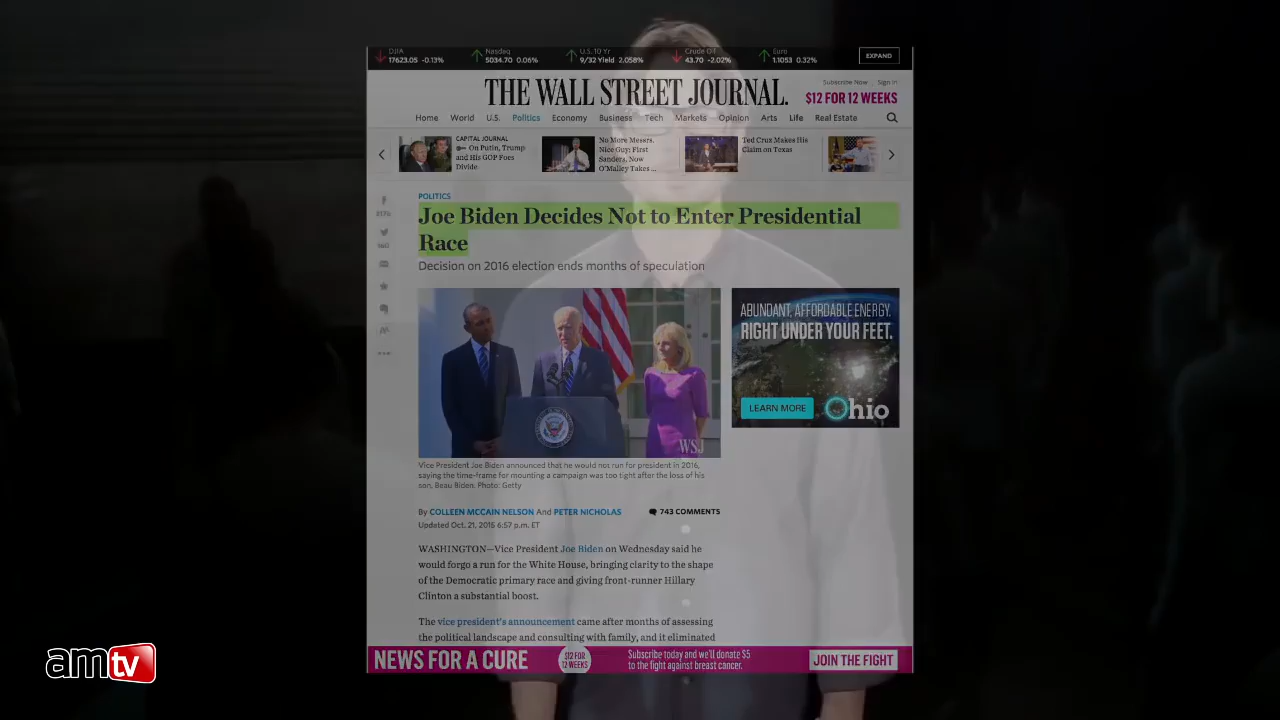 DJIA
17623.05 -0.13%
Nasdaq
5034.70 0.06%
U.S. 10 Yr
9/32 Yield 2.058%
Crude Oil
43.70 -2.02%
Euro
1.1053 0.32%
EXPAND
THE WALL STREET JOURNAL.
Subscribe Now Sign In
$12 FOR 12 WEEKS
Home World U.S. Politics Economy Business Tech Markets Opinion Arts Life Real Estate
CAPITAL JOURNAL
On Putin, Trump
and His GOP Foes
Divide
No More Messrs.
Nice Guy: First
Sanders, Now
O'Malley Takes ...
Ted Cruz Makes His
Claim on Texas
POLITICS
Joe Biden Decides Not to Enter Presidential
Race
Decision on 2016 election ends months of speculation
WSJ
ABUNDANT, AFFORDABLE ENERGY.
RIGHT UNDER YOUR FEET.
LEARN MORE
Ohio
Vice President Joe Biden announced that he would not run for president in 2016,
saying the time-frame for mounting a campaign was too tight after the loss of his
son, Beau Biden. Photo: Getty
By COLLEEN MCCAIN NELSON And PETER NICHOLAS
743 COMMENTS
Updated Oct. 21, 2015 6:57 p.m. ET
WASHINGTON—Vice President Joe Biden on Wednesday said he
would forgo a run for the White House, bringing clarity to the shape
of the Democratic primary race and giving front-runner Hillary
Clinton a substantial boost.
The vice president's announcement came after months of assessing
the political landscape and consulting with family, and it eliminated
NEWS FOR A CURE
$12 FOR
12 WEEKS
Subscribe today and we'll donate $5
to the fight against breast cancer.
JOIN THE FIGHT
amtv